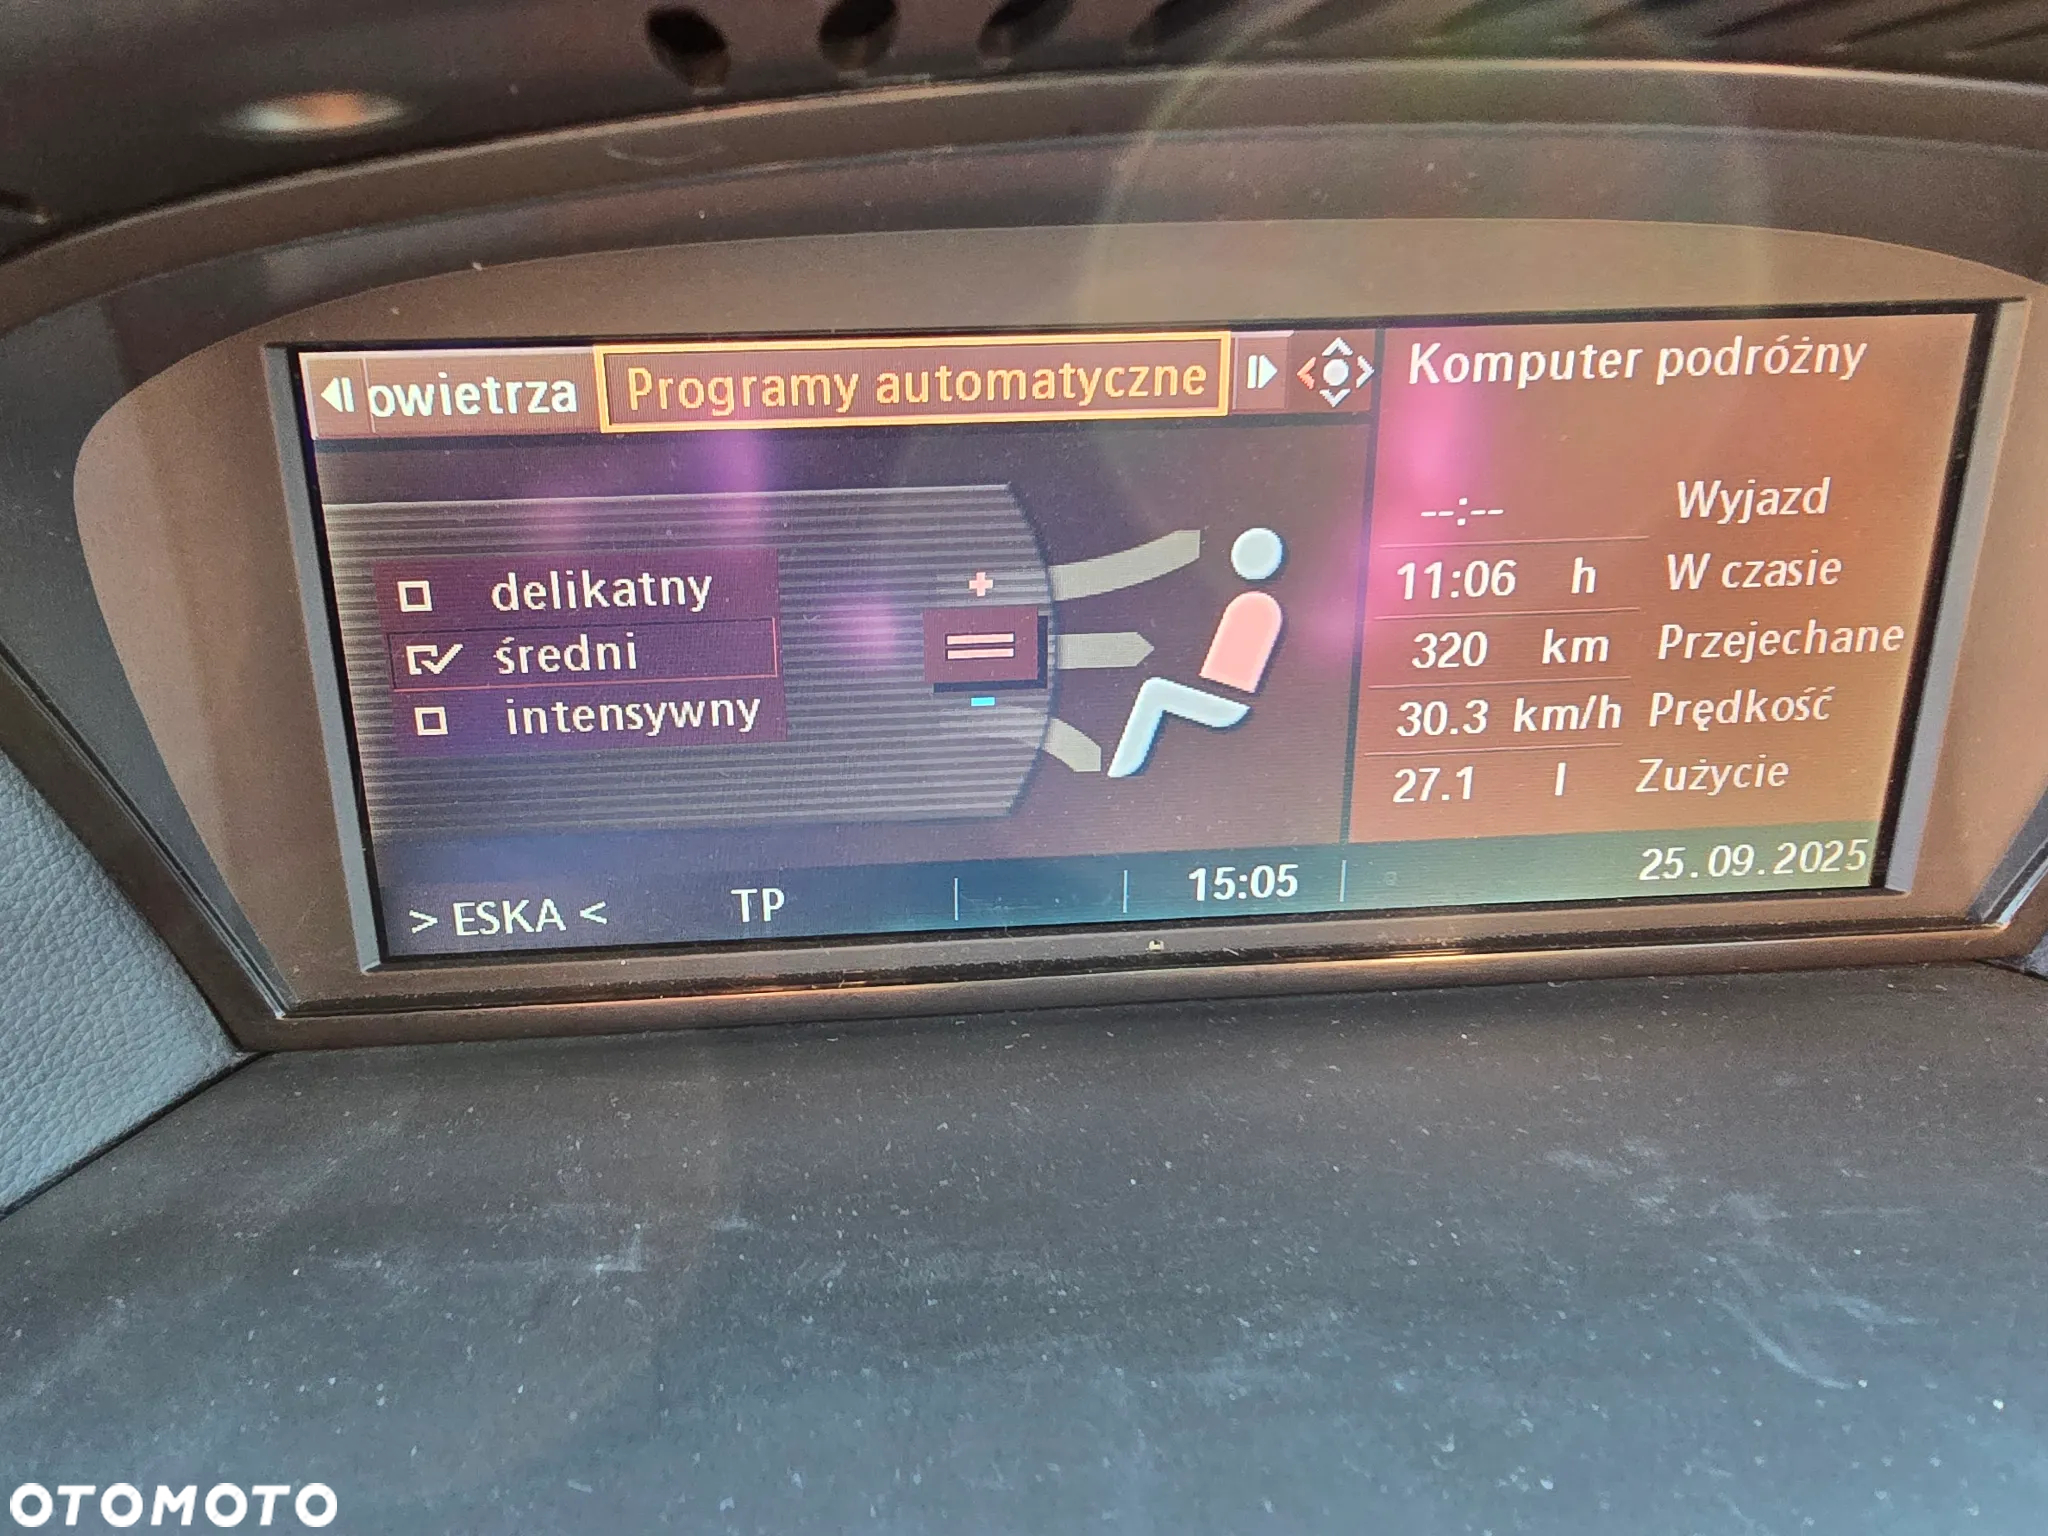 owietrza Programy automatyczne
delikatny
średni
intensywny
Komputer podróżny
--:-- Wyjazd
11:06 h W czasie
320 km Przejechane
30.3 km/h Prędkość
27.1 l Zużycie
> ESKA < TP 15:05 25.09.2025
OTOMOTO